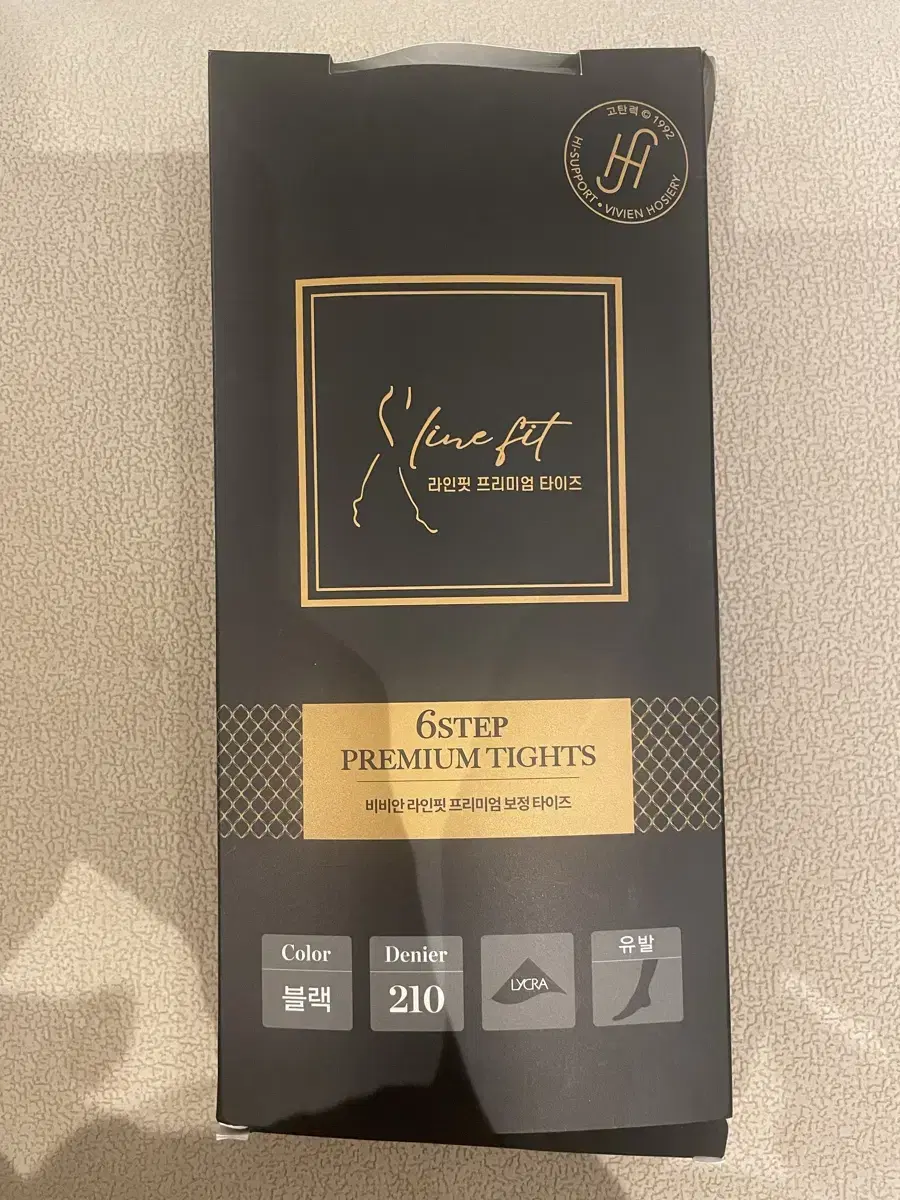 고탄력 © 1992
HI-SUPPORT • VIVIEN HOSIERY
line fit
라인핏 프리미엄 타이즈
6STEP
PREMIUM TIGHTS
비비안 라인핏 프리미엄 보정 타이즈
Color
블랙
Denier
210
LYCRA
유발